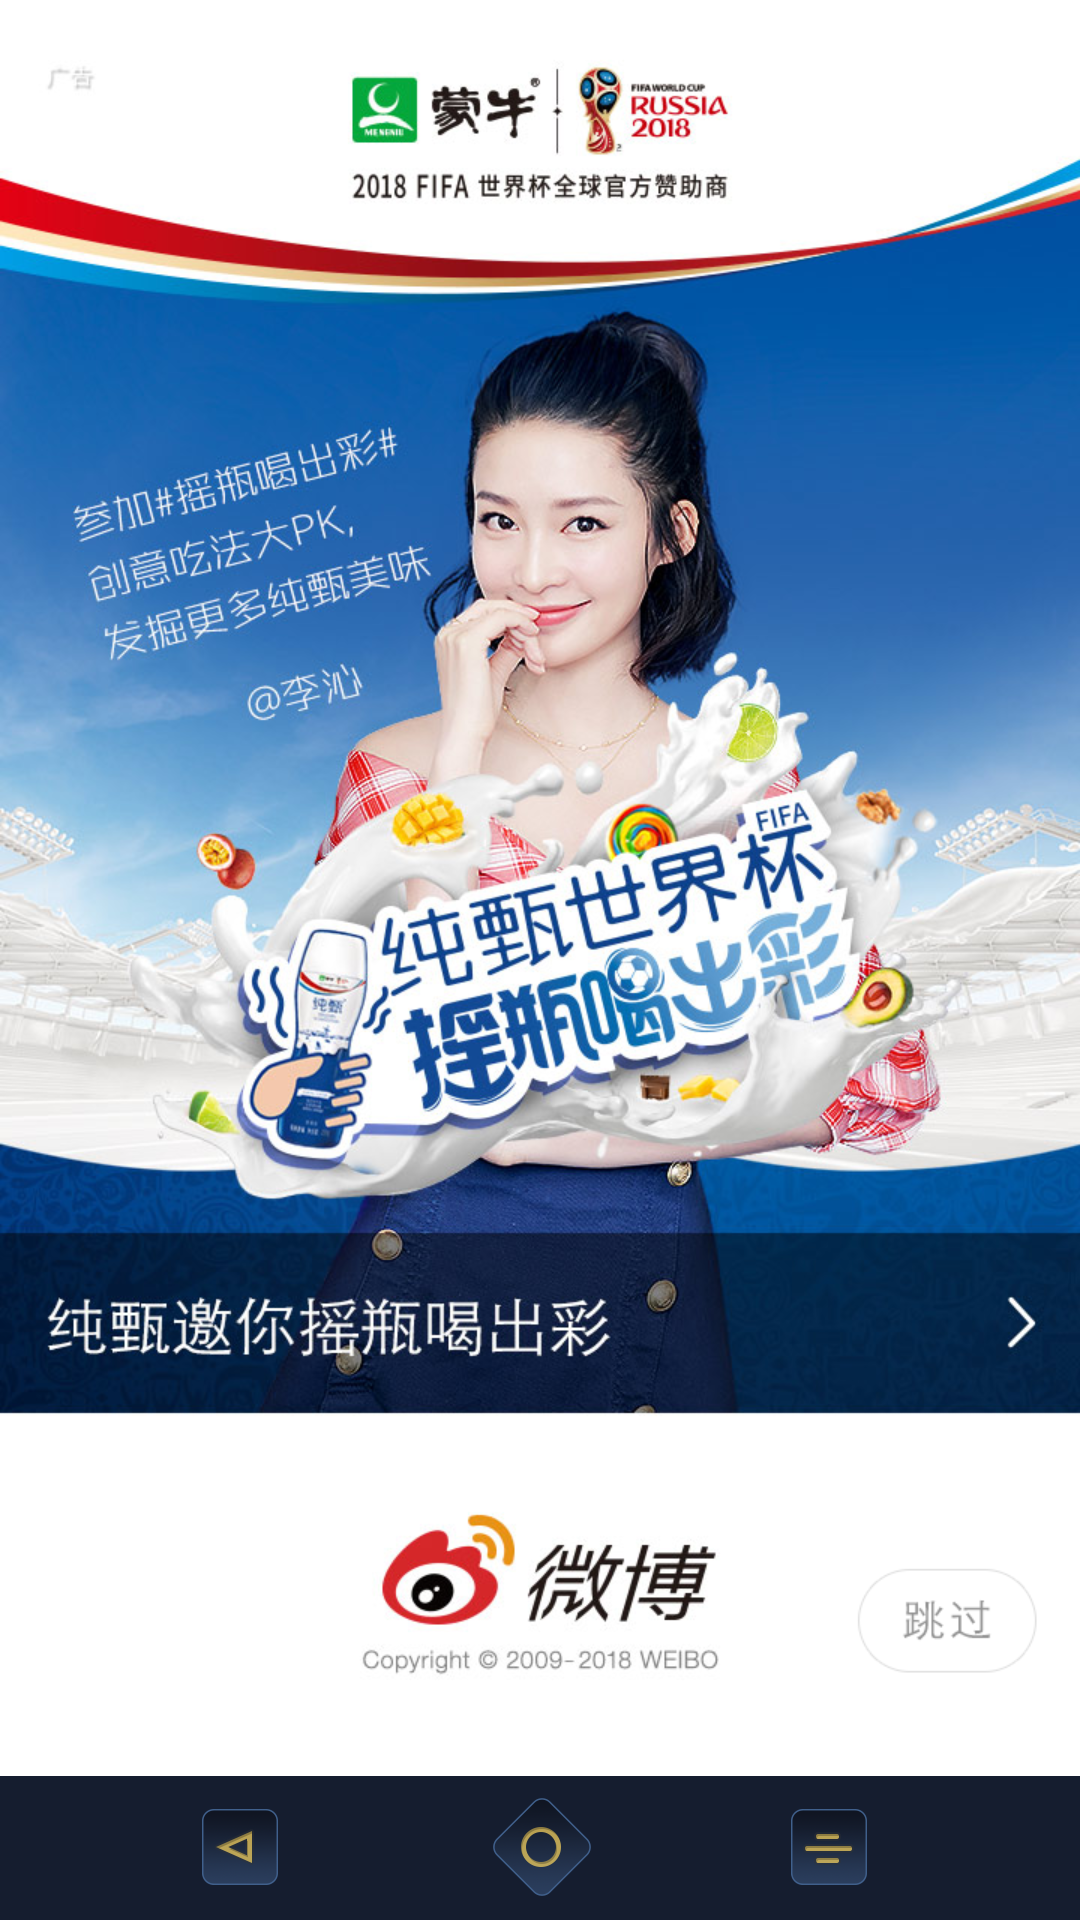 广告
MENGNIU
蒙牛®
FIFA WORLD CUP
RUSSIA
2018
2018 FIFA 世界杯全球官方赞助商
参加#摇瓶喝出彩#
创意吃法大PK,
发掘更多纯甄美味
@李沁
FIFA
纯甄世界杯
摇瓶喝出彩
纯甄
纯甄邀你摇瓶喝出彩
微博
Copyright © 2009-2018 WEIBO
跳过